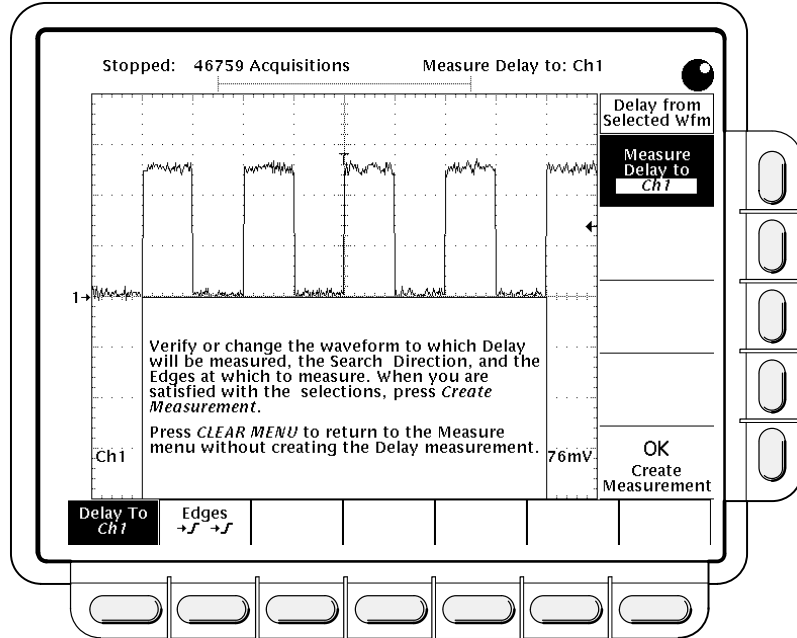 Stopped: 46759 Acquisitions
Measure Delay to: Ch1
Delay from
Selected Wfm
Measure
Delay to
Ch1
T
1
Verify or change the waveform to which Delay
will be measured, the Search Direction, and the
Edges at which to measure. When you are
satisfied with the selections, press Create
Measurement.
Press CLEAR MENU to return to the Measure
menu without creating the Delay measurement.
Ch1
76mV
OK
Create
Measurement
Delay To
Ch1
Edges